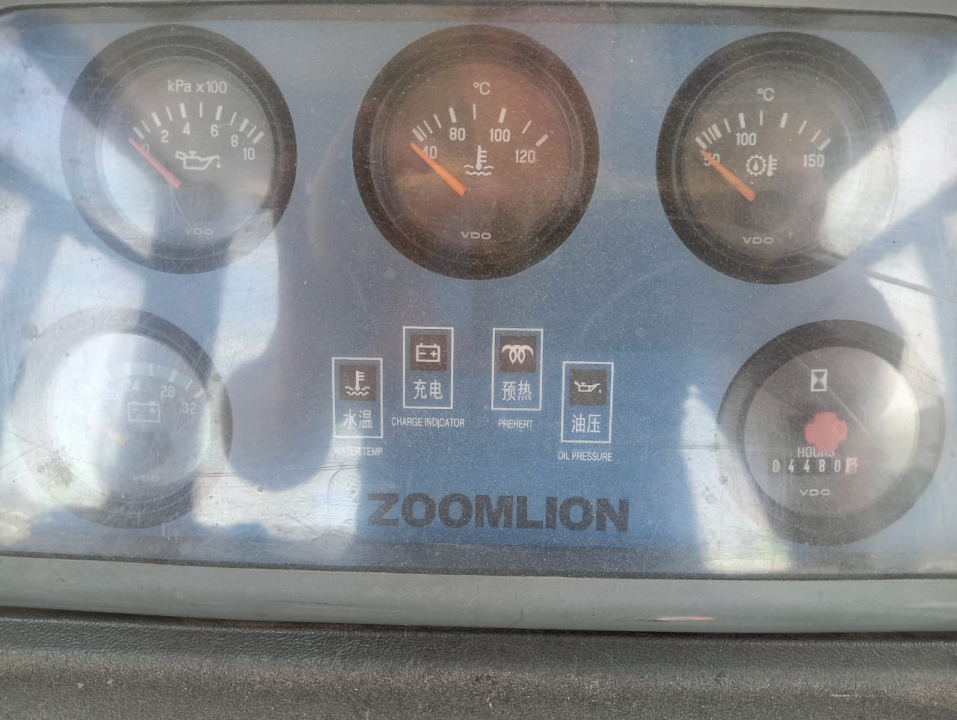 kPa x100
0 2 4 6 8 10
VDO
°C
40 80 100 120
VDO
°C
50 100 150
VDO
24 28 32
VDO
水温
WATER TEMP
充电
CHARGE INDICATOR
预热
PREHERT
油压
OIL PRESSURE
HOURS
04480
VDO
ZOOMLION